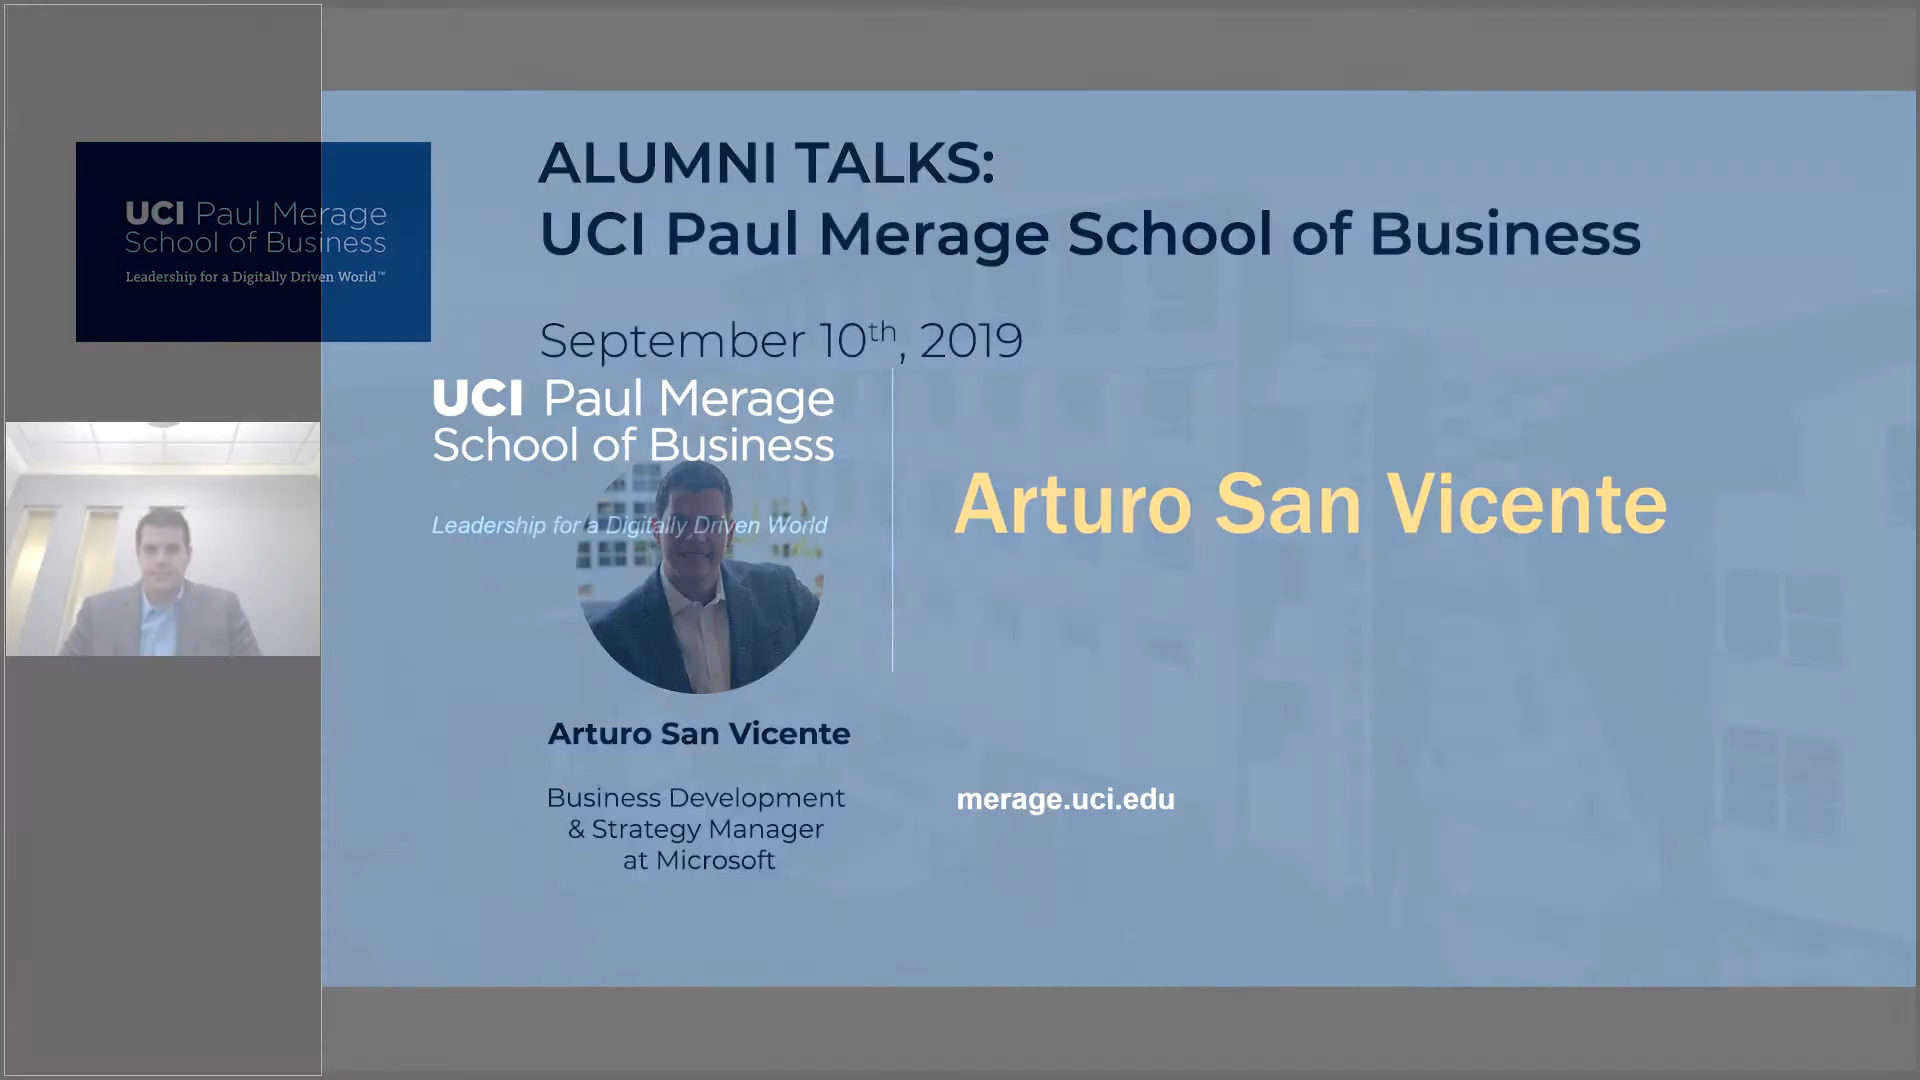 UCI Paul Merage
School of Business
Leadership for a Digitally Driven World™
ALUMNI TALKS:
UCI Paul Merage School of Business
September 10th, 2019
UCI Paul Merage
School of Business
Leadership for a Digitally Driven World
Arturo San Vicente
Arturo San Vicente
Business Development
& Strategy Manager
at Microsoft
merage.uci.edu